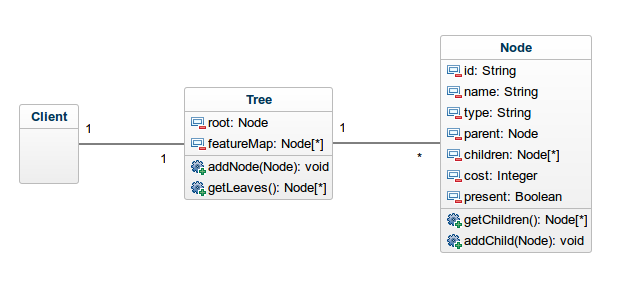 Client
1
1
Tree
root: Node
featureMap: Node[*]
addNode(Node): void
getLeaves(): Node[*]
1
*
Node
id: String
name: String
type: String
parent: Node
children: Node[*]
cost: Integer
present: Boolean
getChildren(): Node[*]
addChild(Node): void